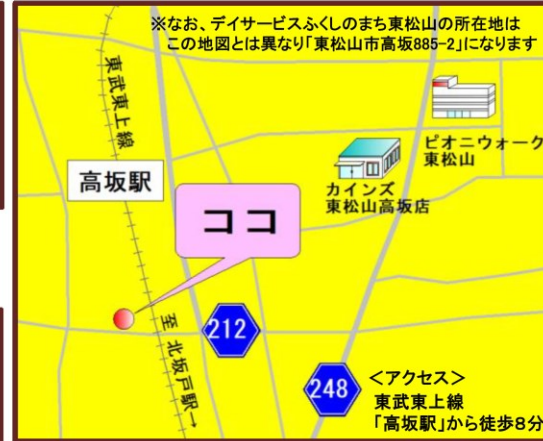 ※なお、デイサービスふくしのまち東松山の所在地は
この地図とは異なり「東松山市高坂885-2」になります
東武東上線
高坂駅
ピオニウォーク
東松山
カインズ
東松山高坂店
ココ
至 北坂戸駅→
212
248
<アクセス>
東武東上線
「高坂駅」から徒歩8分